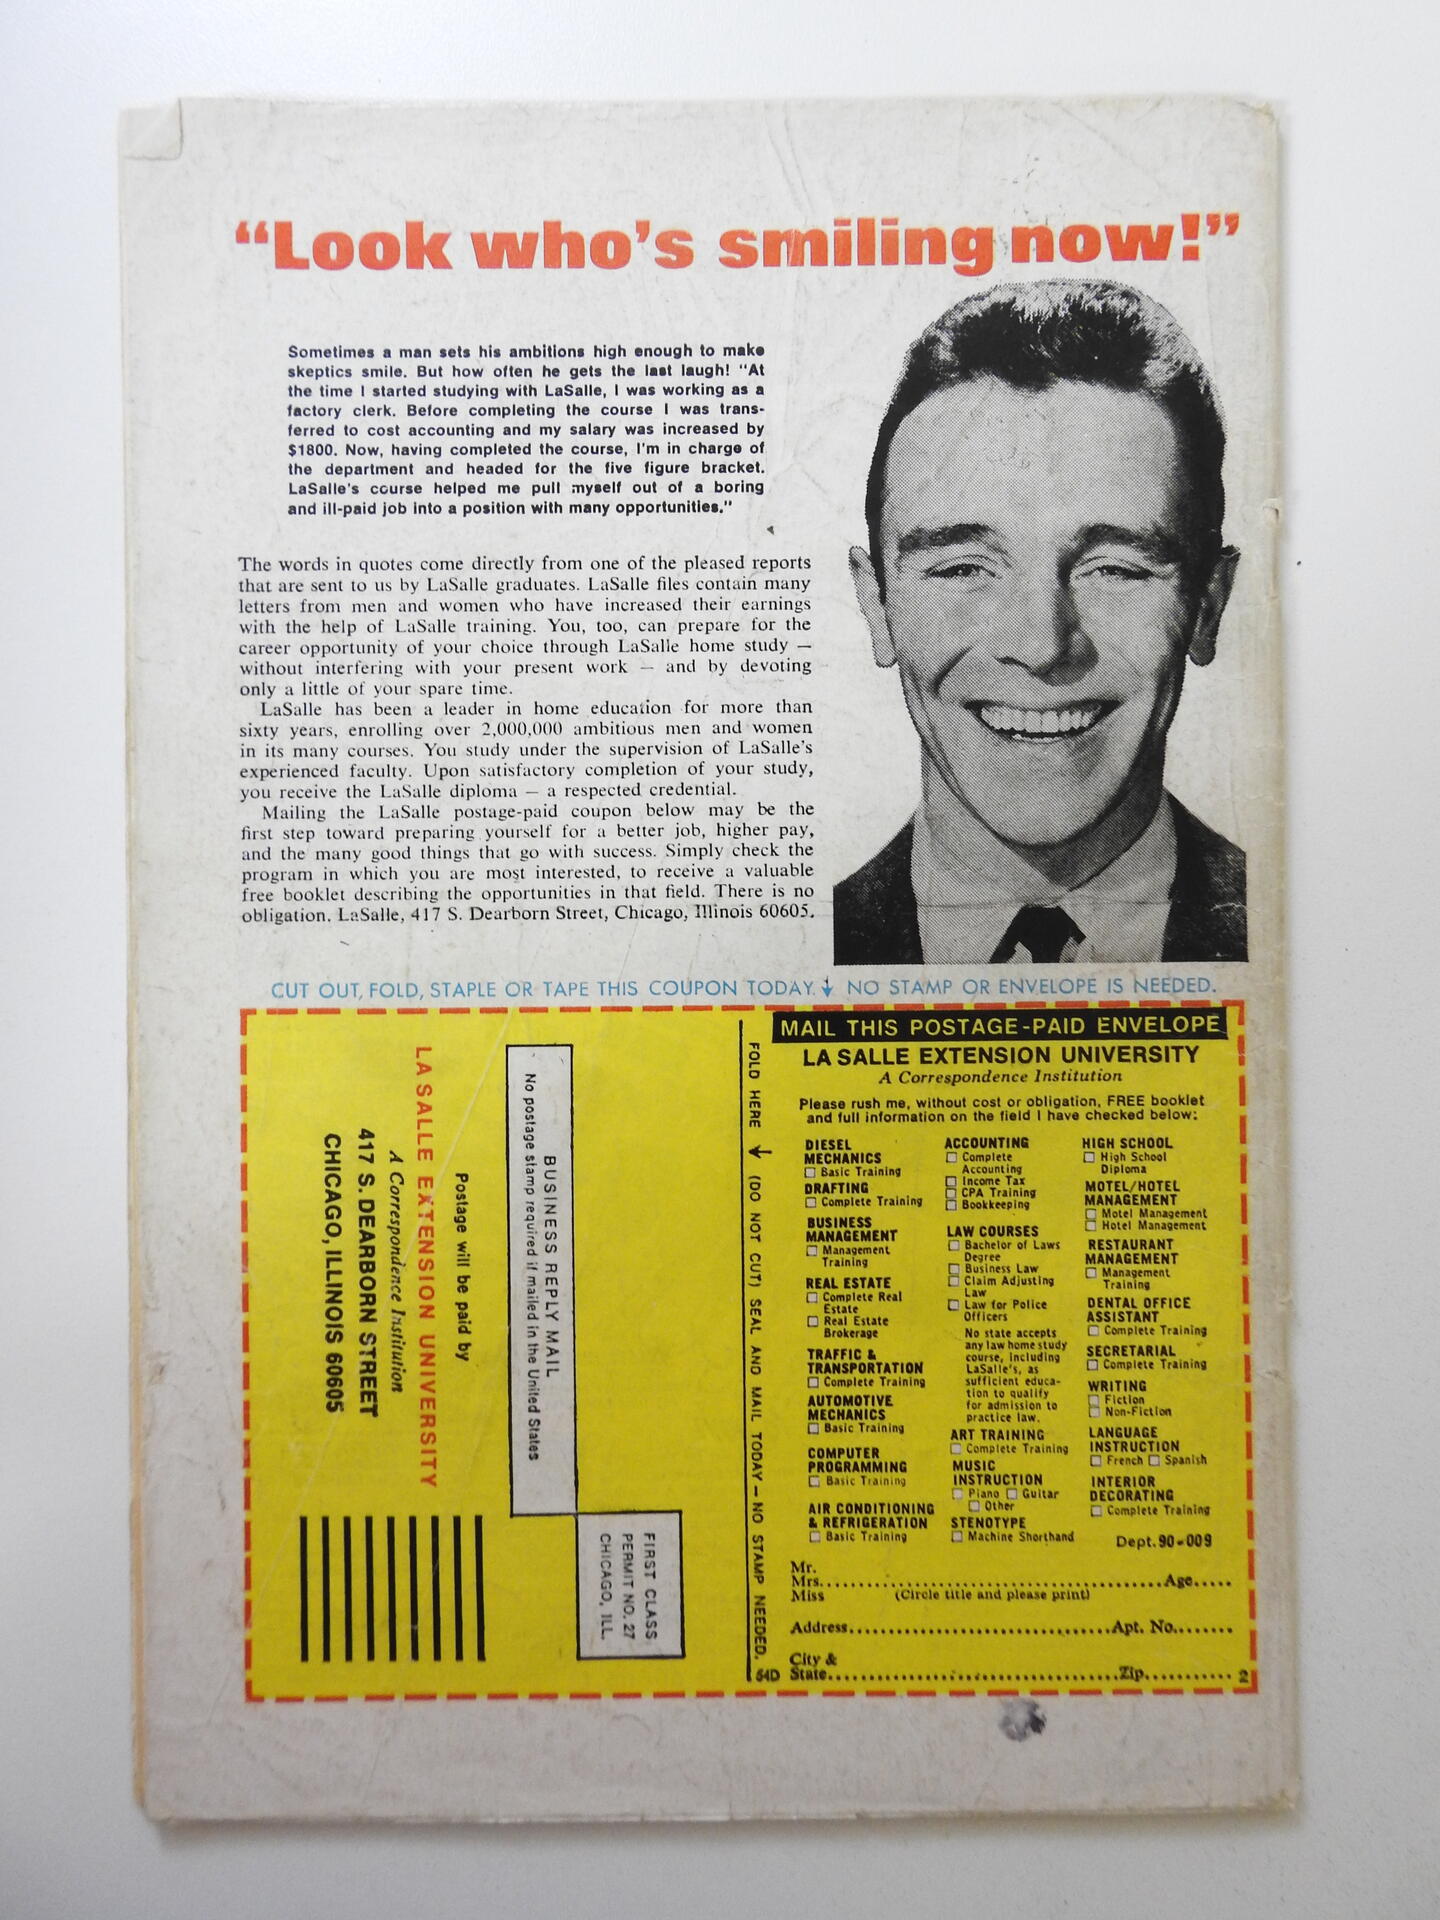 “Look who’s smiling now!”
Sometimes a man sets his ambitions high enough to make
skeptics smile. But how often he gets the last laugh! “At
the time I started studying with LaSalle, I was working as a
factory clerk. Before completing the course I was trans-
ferred to cost accounting and my salary was increased by
$1800. Now, having completed the course, I’m in charge of
the department and headed for the five figure bracket.
LaSalle’s course helped me pull myself out of a boring
and ill-paid job into a position with many opportunities.”
The words in quotes come directly from one of the pleased reports
that are sent to us by LaSalle graduates. LaSalle files contain many
letters from men and women who have increased their earnings
with the help of LaSalle training. You, too, can prepare for the
career opportunity of your choice through LaSalle home study —
without interfering with your present work — and by devoting
only a little of your spare time.
LaSalle has been a leader in home education for more than
sixty years, enrolling over 2,000,000 ambitious men and women
in its many courses. You study under the supervision of LaSalle’s
experienced faculty. Upon satisfactory completion of your study,
you receive the LaSalle diploma — a respected credential.
Mailing the LaSalle postage-paid coupon below may be the
first step toward preparing yourself for a better job, higher pay,
and the many good things that go with success. Simply check the
program in which you are most interested, to receive a valuable
free booklet describing the opportunities in that field. There is no
obligation. LaSalle, 417 S. Dearborn Street, Chicago, Illinois 60605.
CUT OUT, FOLD, STAPLE OR TAPE THIS COUPON TODAY. NO STAMP OR ENVELOPE IS NEEDED.
FIRST CLASS
PERMIT NO. 27
CHICAGO, ILL.
BUSINESS REPLY MAIL
No postage stamp required if mailed in the United States
Postage will be paid by
LA SALLE EXTENSION UNIVERSITY
A Correspondence Institution
417 S. DEARBORN STREET
CHICAGO, ILLINOIS 60605
FOLD HERE (DO NOT CUT) SEAL AND MAIL TODAY — NO STAMP NEEDED.
MAIL THIS POSTAGE-PAID ENVELOPE
LA SALLE EXTENSION UNIVERSITY
A Correspondence Institution
Please rush me, without cost or obligation, FREE booklet
and full information on the field I have checked below:
DIESEL
MECHANICS
Basic Training
DRAFTING
Complete Training
BUSINESS
MANAGEMENT
Management
Training
REAL ESTATE
Complete Real
Estate
Real Estate
Brokerage
TRAFFIC &
TRANSPORTATION
Complete Training
AUTOMOTIVE
MECHANICS
Basic Training
COMPUTER
PROGRAMMING
Basic Training
AIR CONDITIONING
& REFRIGERATION
Basic Training
ACCOUNTING
Complete
Accounting
Income Tax
CPA Training
Bookkeeping
LAW COURSES
Bachelor of Laws
Degree
Business Law
Claim Adjusting
Law
Law for Police
Officers
No state accepts
any law home study
course, including
LaSalle’s, as
sufficient educa-
tion to qualify
for admission to
practice law.
ART TRAINING
Complete Training
MUSIC
INSTRUCTION
Piano Guitar
Other
STENOTYPE
Machine Shorthand
HIGH SCHOOL
High School
Diploma
MOTEL/HOTEL
MANAGEMENT
Motel Management
Hotel Management
RESTAURANT
MANAGEMENT
Management
Training
DENTAL OFFICE
ASSISTANT
Complete Training
SECRETARIAL
Complete Training
WRITING
Fiction
Non-Fiction
LANGUAGE
INSTRUCTION
French Spanish
INTERIOR
DECORATING
Complete Training
Dept. 90-009
Mr.
Mrs. Age
Miss (Circle title and please print)
Address Apt. No.
City &
54D State Zip 2